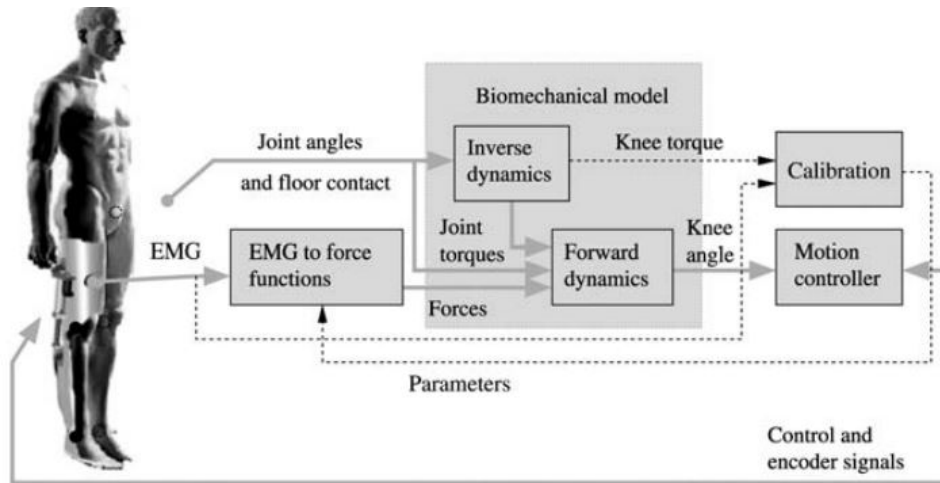 Biomechanical model
Joint angles
and floor contact
Inverse
dynamics
Knee torque
Calibration
EMG
EMG to force
functions
Joint
torques
Forward
dynamics
Knee
angle
Motion
controller
Forces
Parameters
Control and
encoder signals